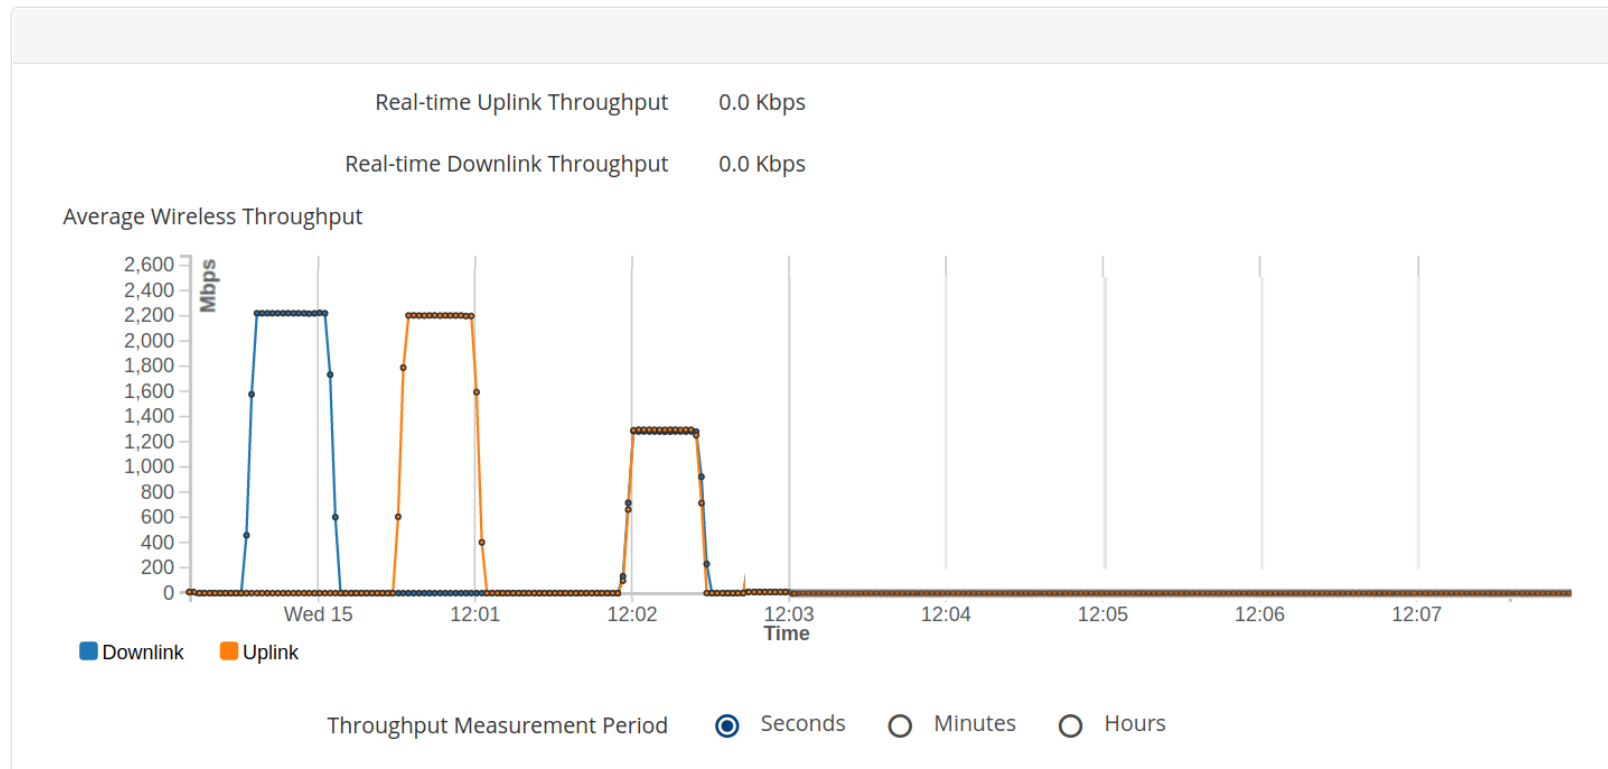 Real-time Uplink Throughput 0.0 Kbps
Real-time Downlink Throughput 0.0 Kbps
Average Wireless Throughput
Mbps
2,600
2,400
2,200
2,000
1,800
1,600
1,400
1,200
1,000
800
600
400
200
0
Wed 15 12:01 12:02 12:03 12:04 12:05 12:06 12:07
Time
Downlink Uplink
Throughput Measurement Period Seconds Minutes Hours